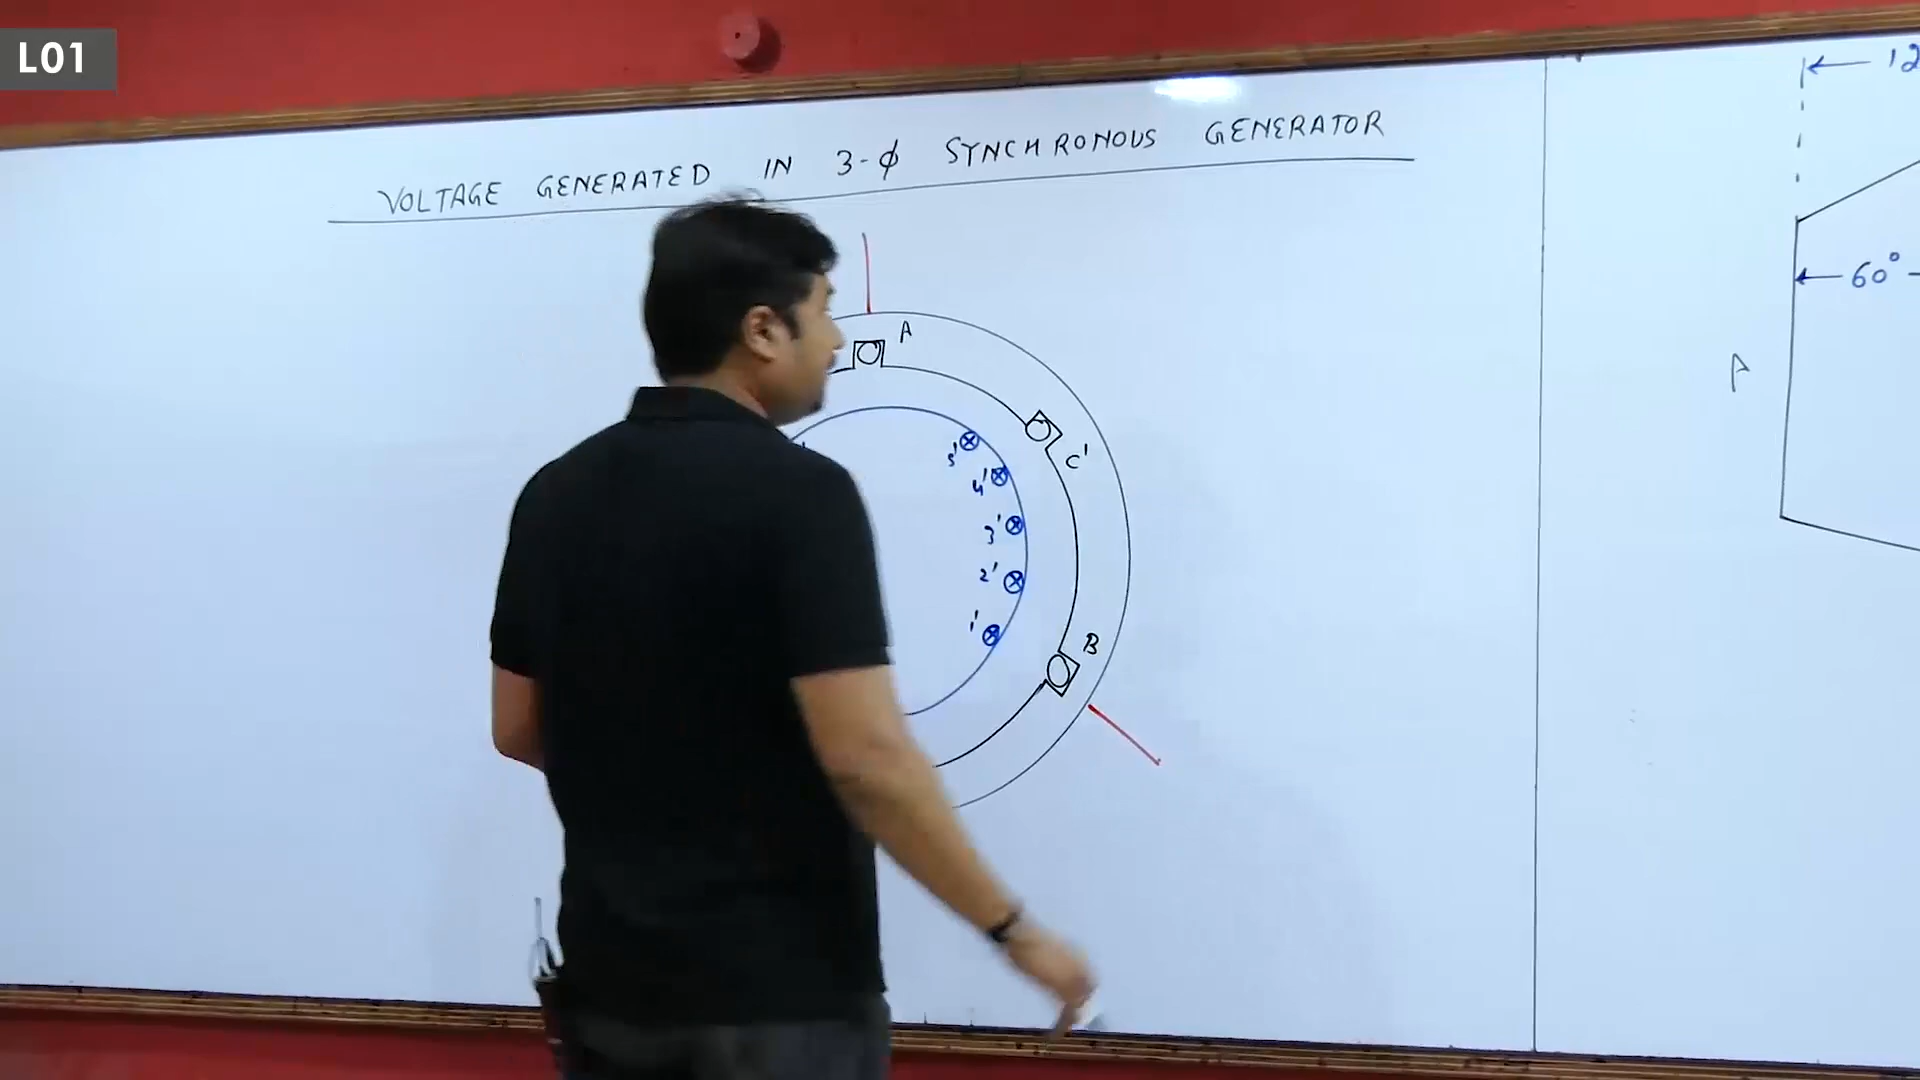 L01
VOLTAGE GENERATED IN 3-ϕ SYNCHRONOUS GENERATOR
A
C'
5'
4'
3'
2'
1'
B
60°
A